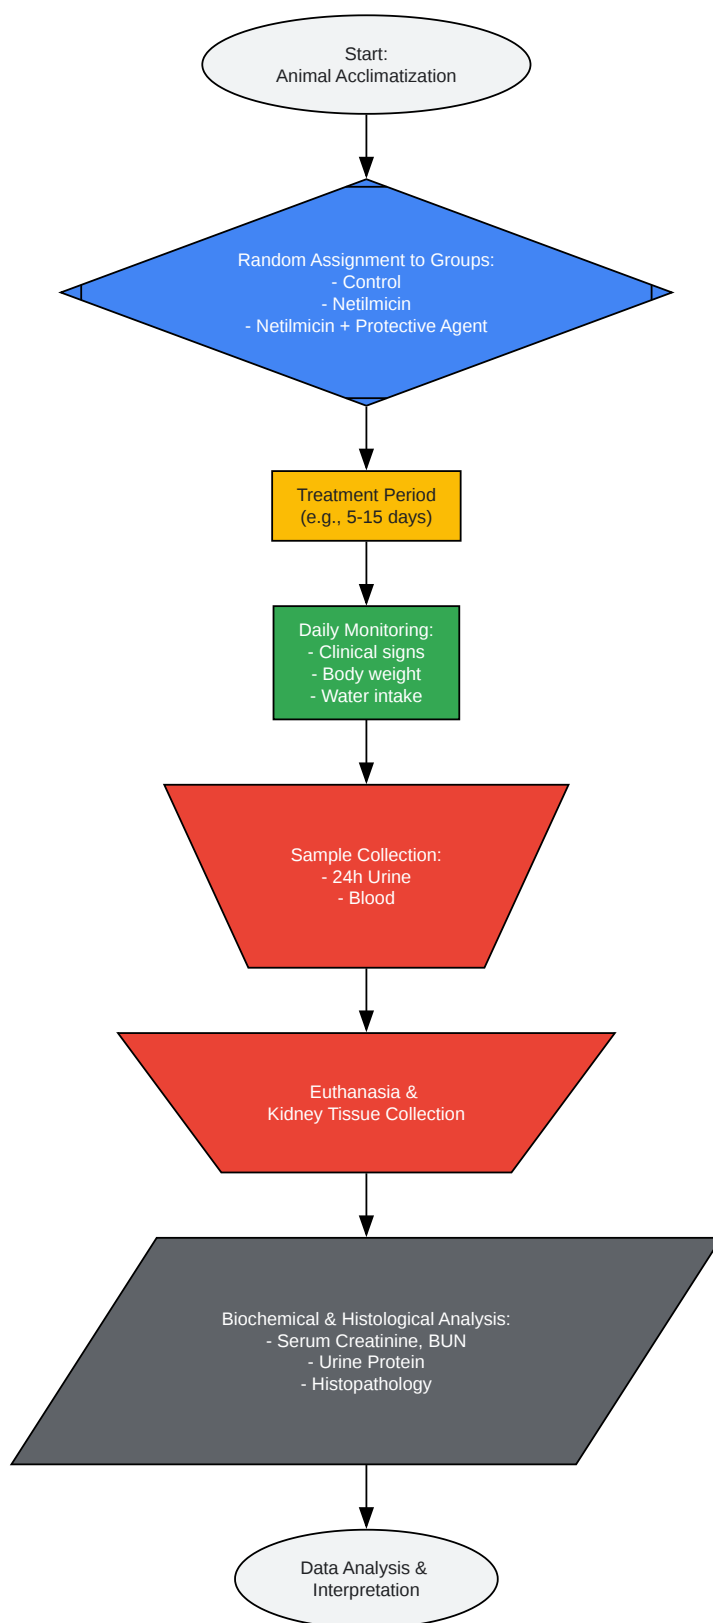 Start:
Animal Acclimatization
Random Assignment to Groups:
- Control
- Netilmicin
- Netilmicin + Protective Agent
Treatment Period
(e.g., 5-15 days)
Daily Monitoring:
- Clinical signs
- Body weight
- Water intake
Sample Collection:
- 24h Urine
- Blood
Euthanasia &
Kidney Tissue Collection
Biochemical & Histological Analysis:
- Serum Creatinine, BUN
- Urine Protein
- Histopathology
Data Analysis &
Interpretation